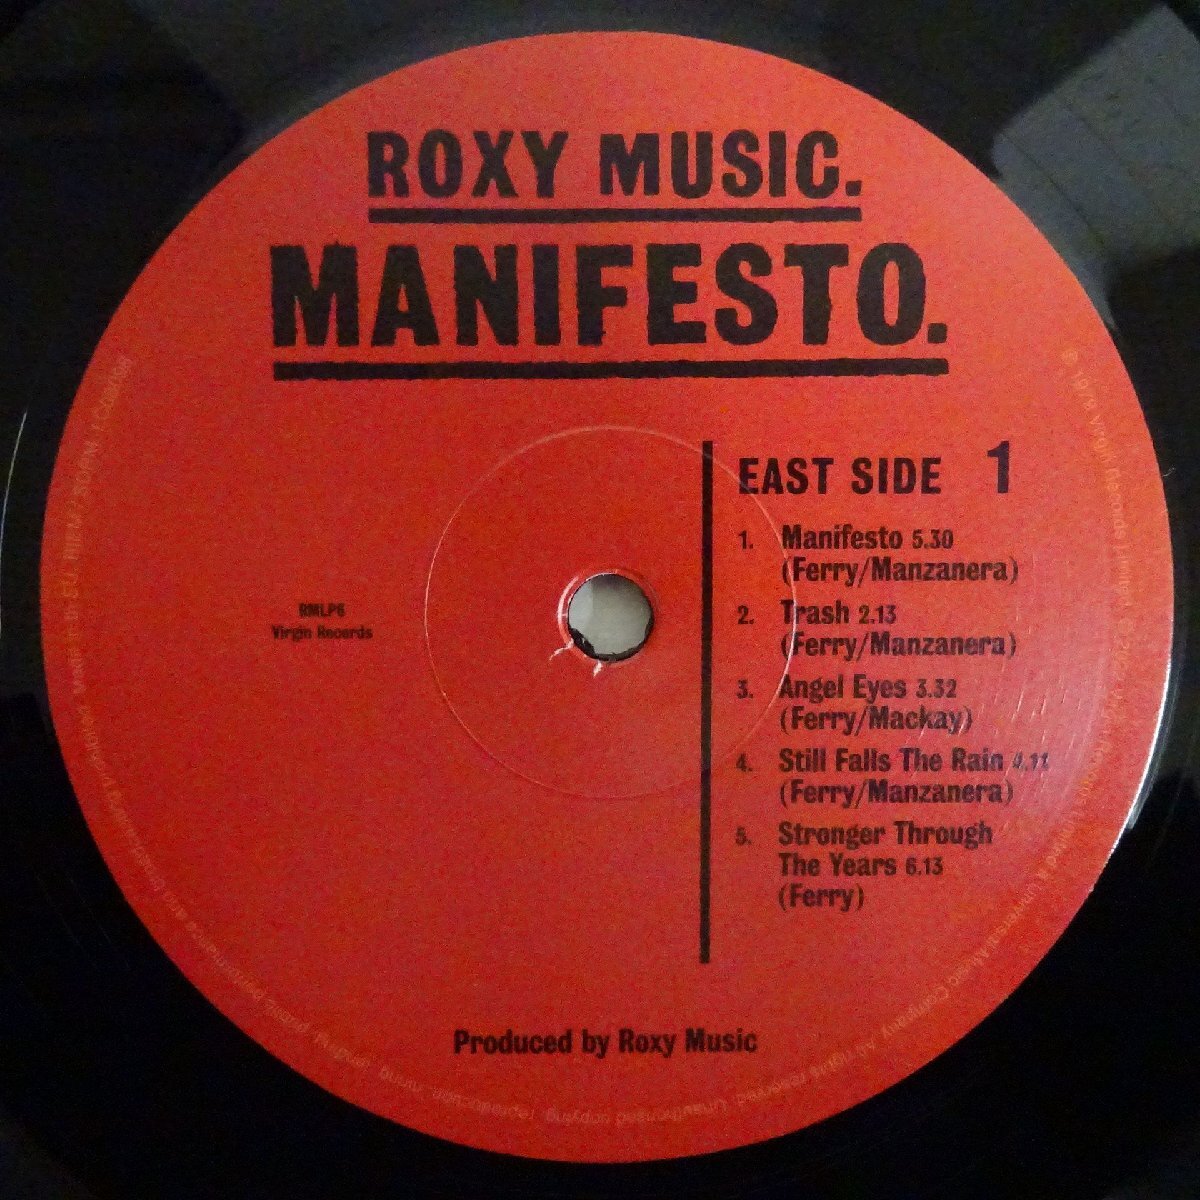 ROXY MUSIC.
MANIFESTO.
EAST SIDE 1
1. Manifesto 5.30
(Ferry/Manzanera)
2. Trash 2.13
(Ferry/Manzanera)
3. Angel Eyes 3.32
(Ferry/Mackay)
4. Still Falls The Rain 4.11
(Ferry/Manzanera)
5. Stronger Through
The Years 6.13
(Ferry)
RMLP6
Virgin Records
Produced by Roxy Music